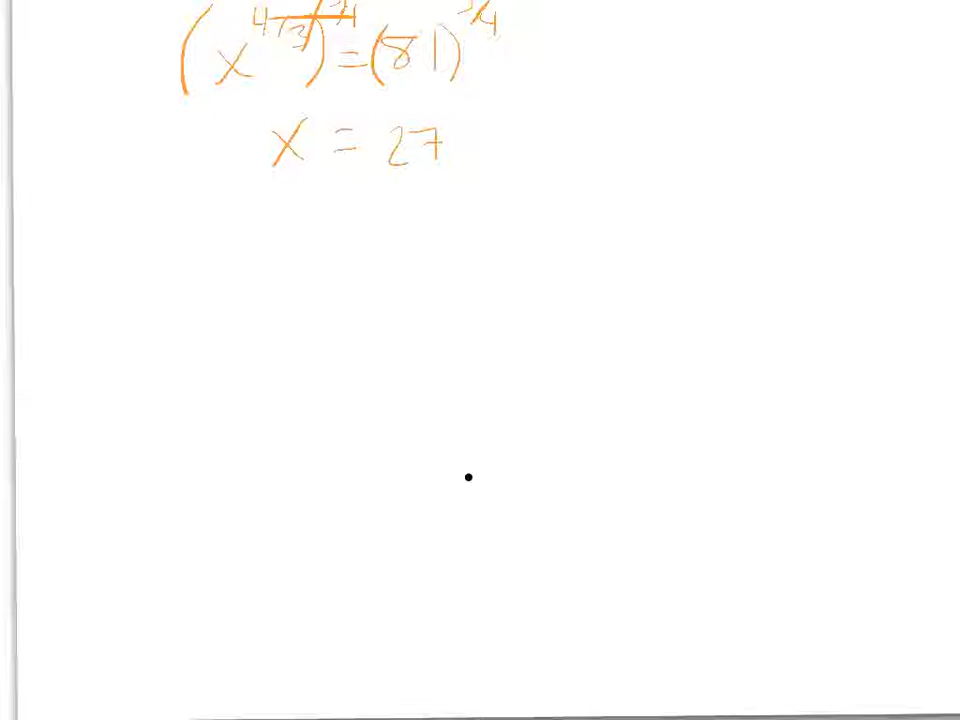 (x^4/3)^3/4 = (81)^3/4
x = 27